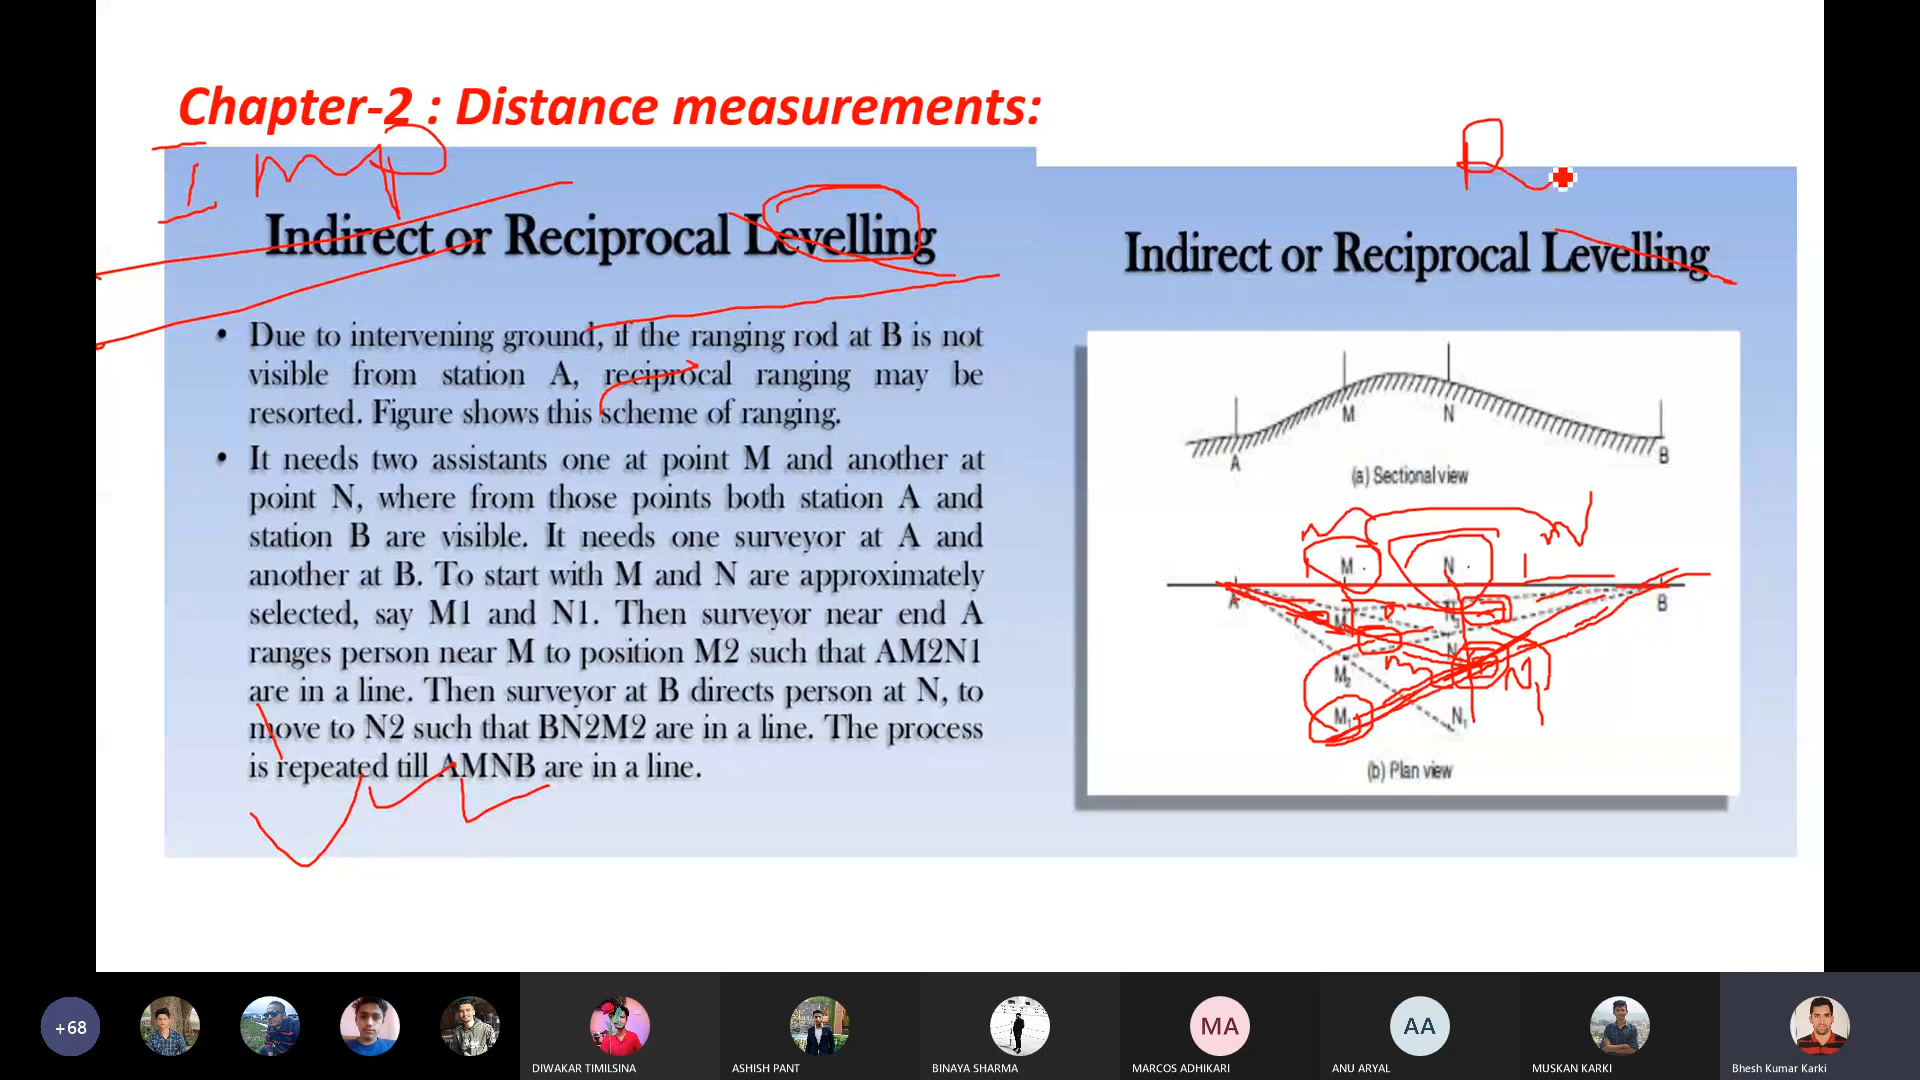 Chapter-2 : Distance measurements:
Imp
Indirect or Reciprocal Levelling
• Due to intervening ground, if the ranging rod at B is not
visible from station A, reciprocal ranging may be
resorted. Figure shows this scheme of ranging.
• It needs two assistants one at point M and another at
point N, where from those points both station A and
station B are visible. It needs one surveyor at A and
another at B. To start with M and N are approximately
selected, say M1 and N1. Then surveyor near end A
ranges person near M to position M2 such that AM2N1
are in a line. Then surveyor at B directs person at N, to
move to N2 such that BN2M2 are in a line. The process
is repeated till AMNB are in a line.
R
Indirect or Reciprocal Levelling
M N
A B
(a) Sectional view
M N
A B
M₂
N₁
M₁ N₁
(b) Plan view
+68
DIWAKAR TIMILSINA
ASHISH PANT
BINAYA SHARMA
MA
MARCOS ADHIKARI
AA
ANU ARYAL
MUSKAN KARKI
Bhesh Kumar Karki